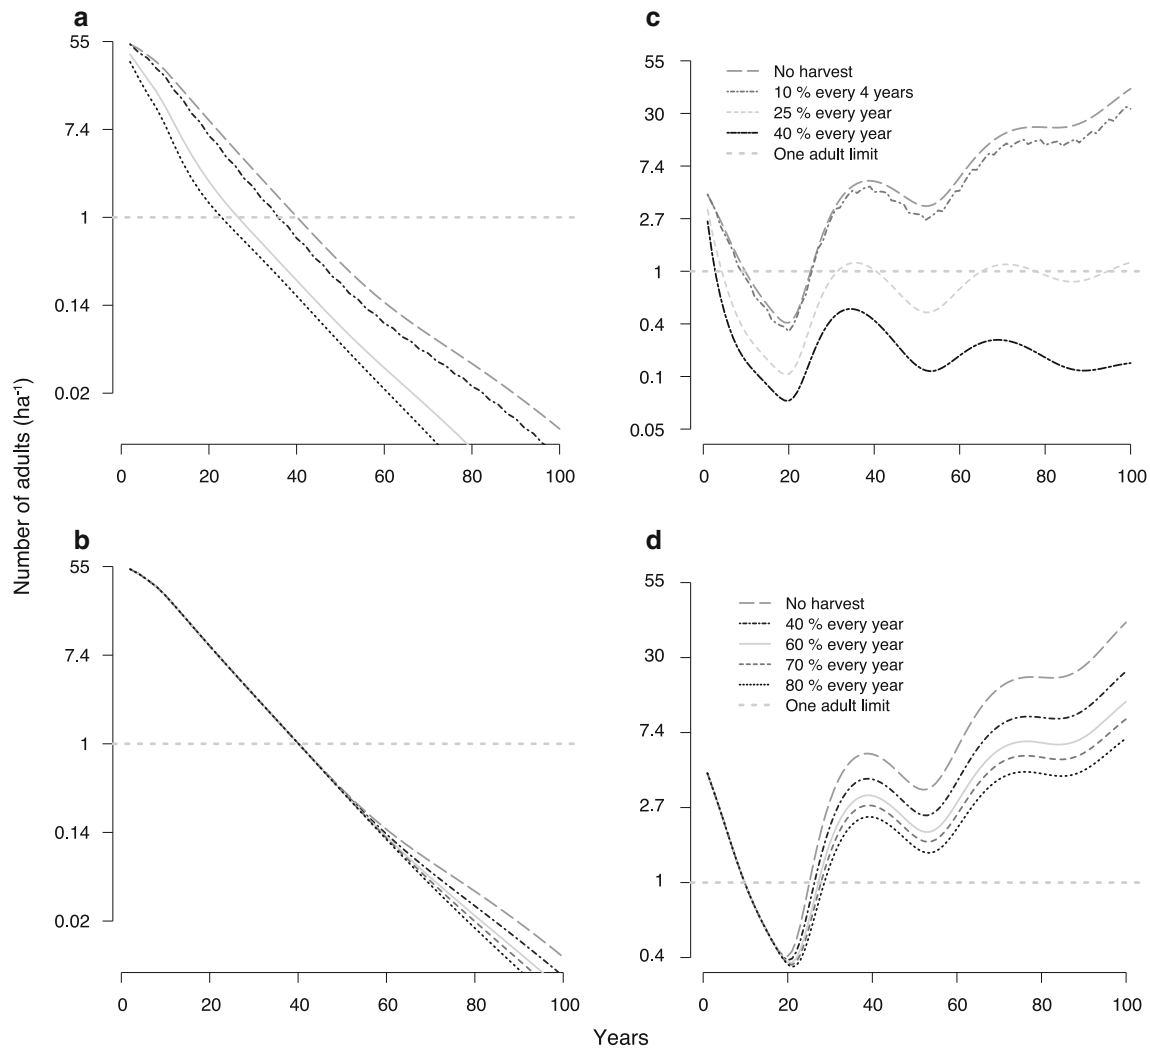 a
55
7.4
1
0.14
0.02
0 20 40 60 80 100
c
55
30
7.4
2.7
1
0.4
0.1
0.05
No harvest
10 % every 4 years
25 % every year
40 % every year
One adult limit
0 20 40 60 80 100
Number of adults (ha⁻¹)
b
55
7.4
1
0.14
0.02
0 20 40 60 80 100
d
55
30
7.4
2.7
1
0.4
No harvest
40 % every year
60 % every year
70 % every year
80 % every year
One adult limit
0 20 40 60 80 100
Years